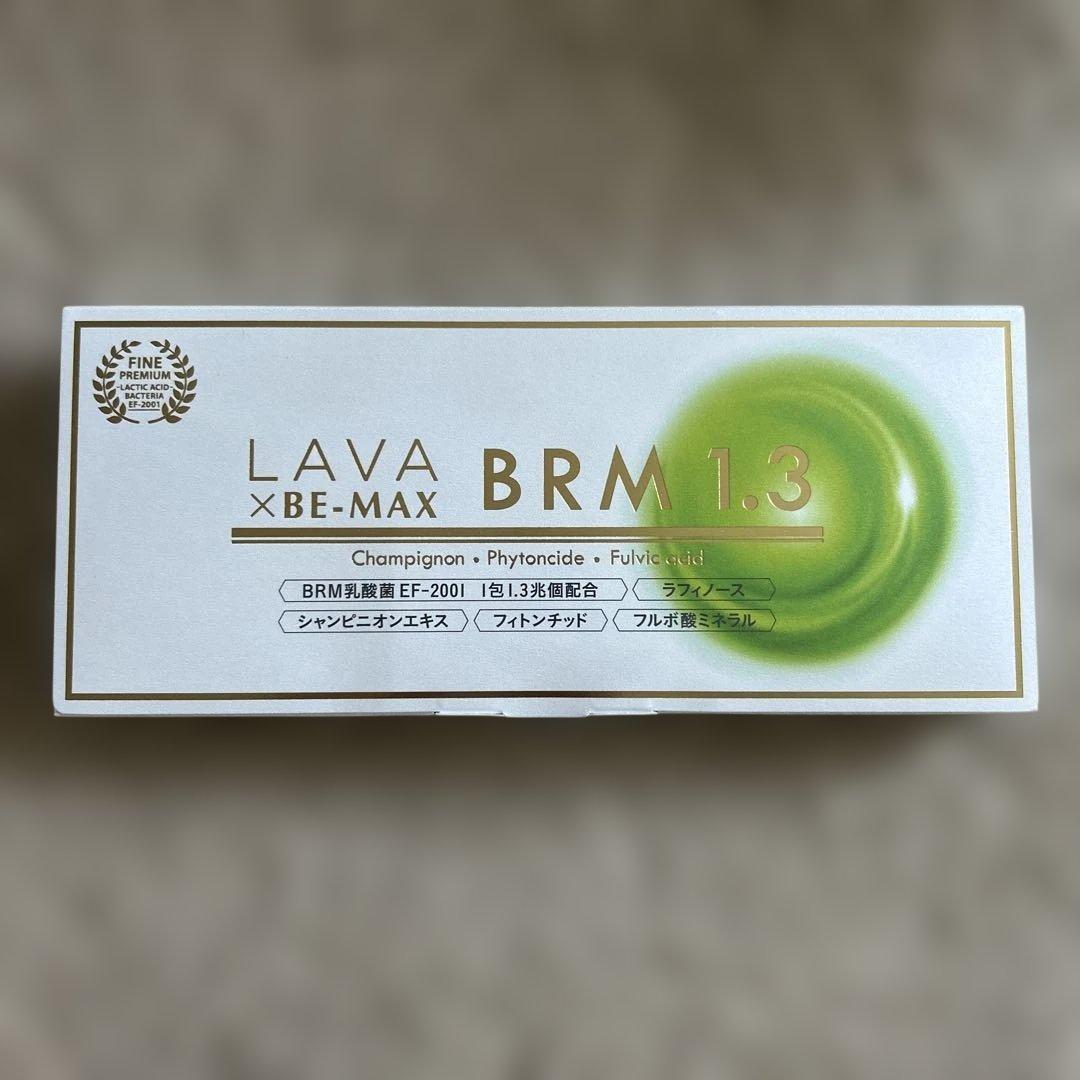 FINE
PREMIUM
-LACTIC ACID-
BACTERIA
EF-2001
LAVA
×BE-MAX
BRM 1.3
Champignon • Phytoncide • Fulvic acid
BRM乳酸菌 EF-2001 1包1.3兆個配合 ラフィノース
シャンピニオンエキス フィトンチッド フルボ酸ミネラル